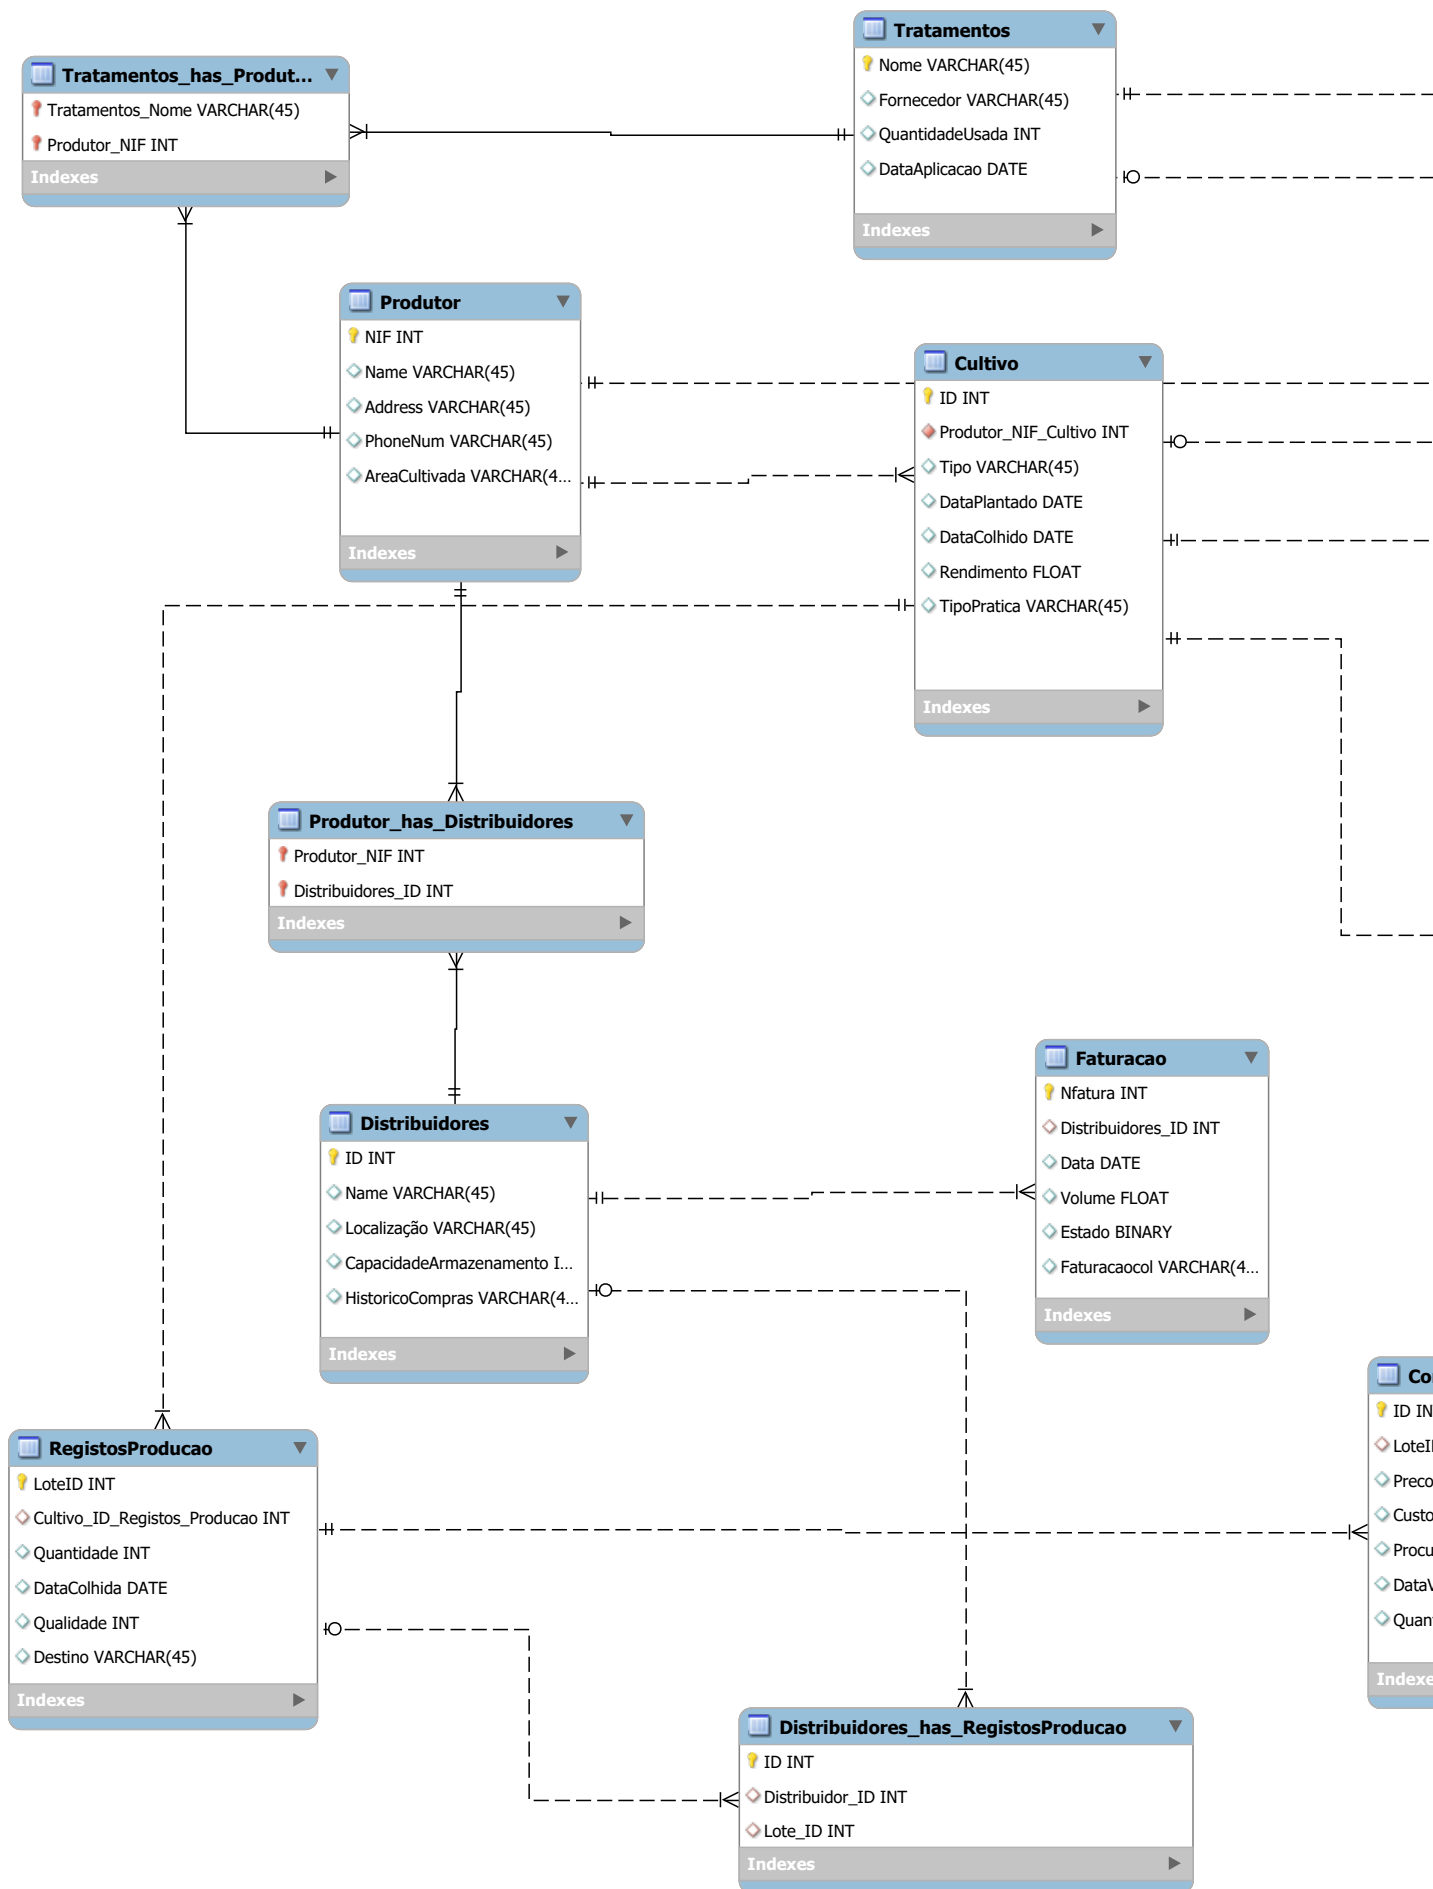 Tratamentos
Nome VARCHAR(45)
Fornecedor VARCHAR(45)
QuantidadeUsada INT
DataAplicacao DATE
Indexes
Tratamentos_has_Produt...
Tratamentos_Nome VARCHAR(45)
Produtor_NIF INT
Indexes
Produtor
NIF INT
Name VARCHAR(45)
Address VARCHAR(45)
PhoneNum VARCHAR(45)
AreaCultivada VARCHAR(4...
Indexes
Cultivo
ID INT
Produtor_NIF_Cultivo INT
Tipo VARCHAR(45)
DataPlantado DATE
DataColhido DATE
Rendimento FLOAT
TipoPratica VARCHAR(45)
Indexes
Produtor_has_Distribuidores
Produtor_NIF INT
Distribuidores_ID INT
Indexes
Distribuidores
ID INT
Name VARCHAR(45)
Localização VARCHAR(45)
CapacidadeArmazenamento I...
HistoricoCompras VARCHAR(4...
Indexes
Faturacao
Nfatura INT
Distribuidores_ID INT
Data DATE
Volume FLOAT
Estado BINARY
Faturacaocol VARCHAR(4...
Indexes
RegistosProducao
LoteID INT
Cultivo_ID_Registos_Producao INT
Quantidade INT
DataColhida DATE
Qualidade INT
Destino VARCHAR(45)
Indexes
ID
Preco
Custo
Distribuidores_has_RegistosProducao
ID INT
Distribuidor_ID INT
Lote_ID INT
Indexes